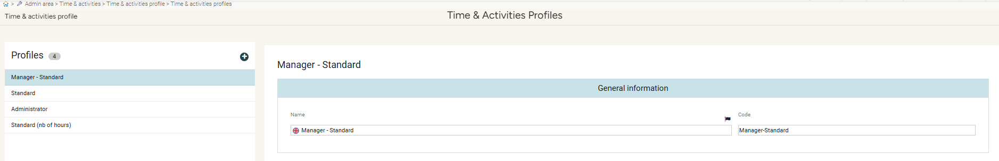 > Admin area > Time & activities > Time & activities profile > Time & activities profiles
Time & activities profile
Time & Activities Profiles
Profiles 4
Manager - Standard
Standard
Administrator
Standard (nb of hours)
Manager - Standard
General information
Name
Code
Manager - Standard
Manager-Standard